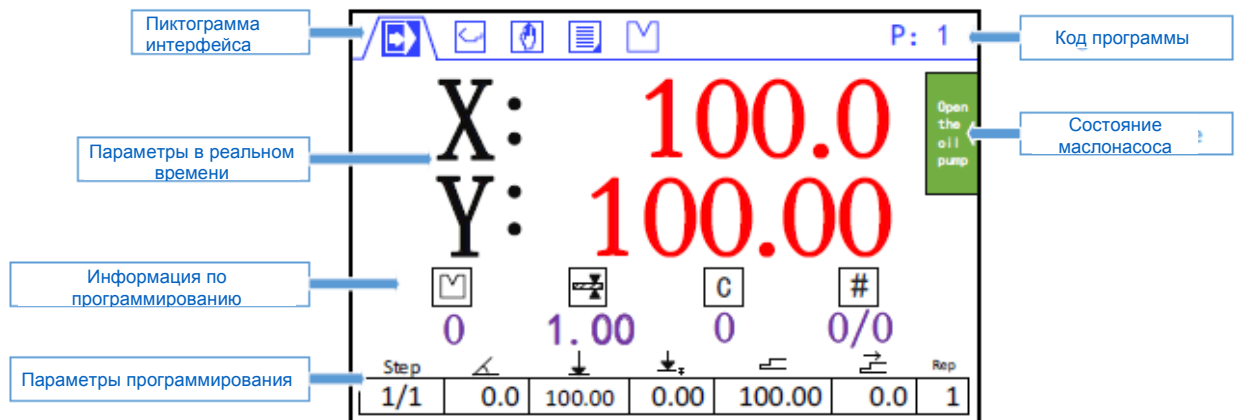 Пиктограмма
интерфейса
P: 1
Код программы
X: 100.0
Open
the
oil
pump
Состояние
маслонасоса
Параметры в реальном
времени
Y: 100.00
Информация по
программированию
C #
0 1.00 0 0/0
Параметры программирования
Step Rep
1/1 0.0 100.00 0.00 100.00 0.0 1